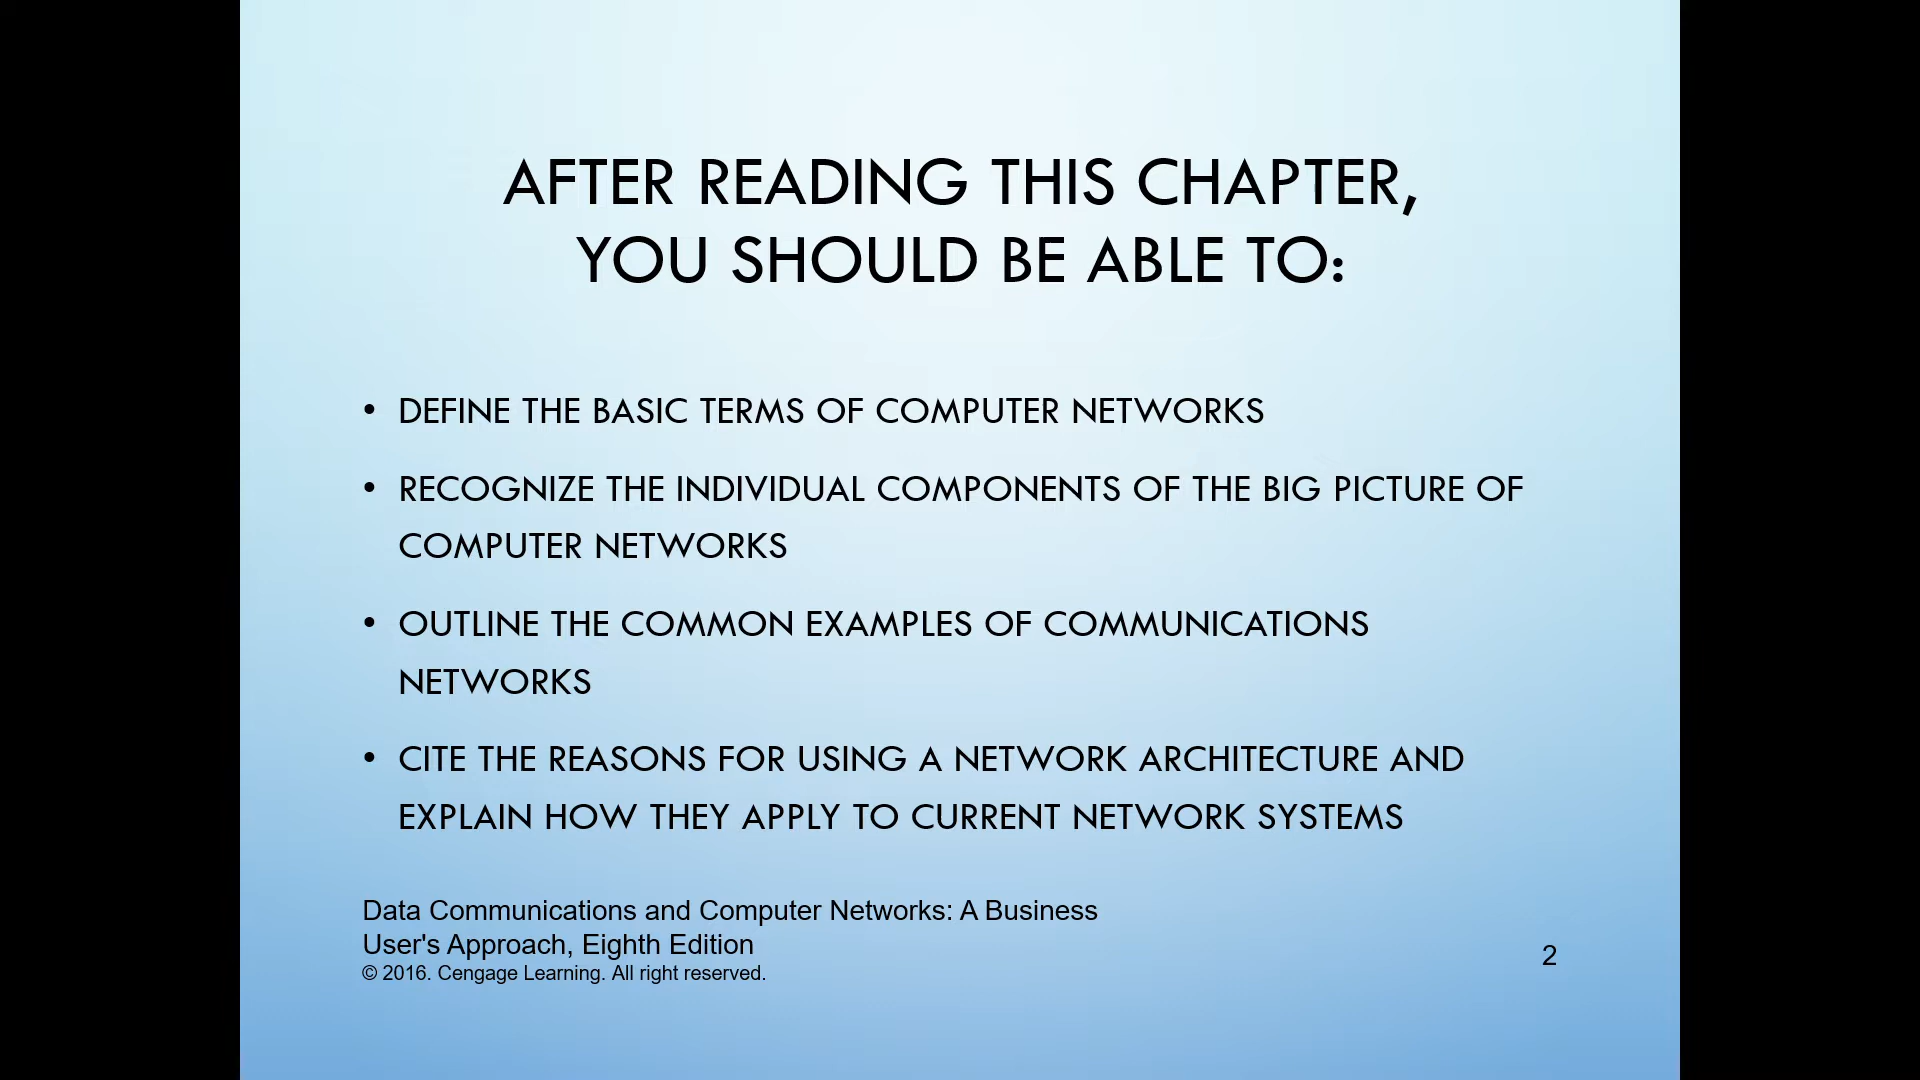 AFTER READING THIS CHAPTER,
YOU SHOULD BE ABLE TO:
• DEFINE THE BASIC TERMS OF COMPUTER NETWORKS
• RECOGNIZE THE INDIVIDUAL COMPONENTS OF THE BIG PICTURE OF
COMPUTER NETWORKS
• OUTLINE THE COMMON EXAMPLES OF COMMUNICATIONS
NETWORKS
• CITE THE REASONS FOR USING A NETWORK ARCHITECTURE AND
EXPLAIN HOW THEY APPLY TO CURRENT NETWORK SYSTEMS
Data Communications and Computer Networks: A Business
User's Approach, Eighth Edition
© 2016. Cengage Learning. All right reserved.
2